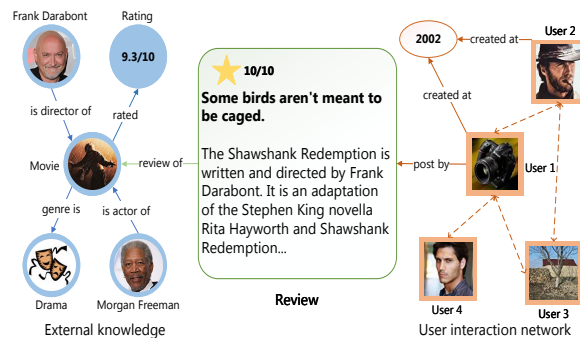 Frank Darabont
Rating
9.3/10
is director of
rated
Movie
genre is
is actor of
Drama
Morgan Freeman
External knowledge
review of
10/10
Some birds aren't meant to
be caged.
The Shawshank Redemption is
written and directed by Frank
Darabont. It is an adaptation
of the Stephen King novella
Rita Hayworth and Shawshank
Redemption...
Review
post by
2002
created at
created at
User 2
User 1
User 4
User 3
User interaction network